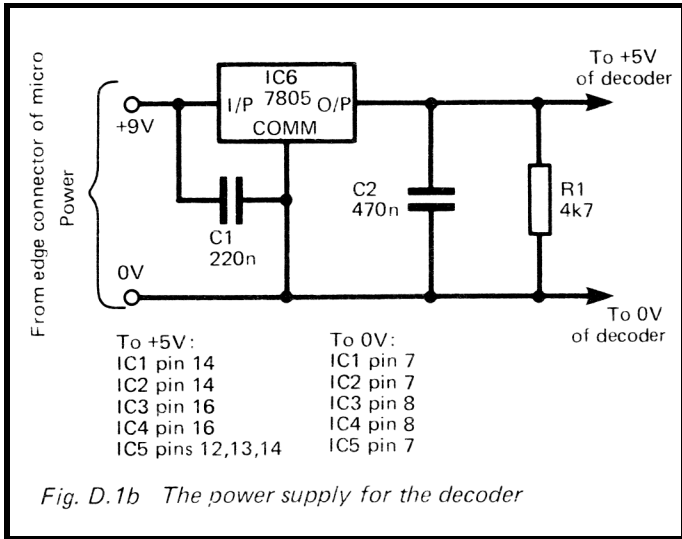 From edge connector of micro
Power
+9V
0V
IC6
7805
I/P
O/P
COMM
C1
220n
C2
470n
R1
4k7
To +5V
of decoder
To 0V
of decoder
To +5V:
IC1 pin 14
IC2 pin 14
IC3 pin 16
IC4 pin 16
IC5 pins 12,13,14
To 0V:
IC1 pin 7
IC2 pin 7
IC3 pin 8
IC4 pin 8
IC5 pin 7
Fig. D.1b The power supply for the decoder